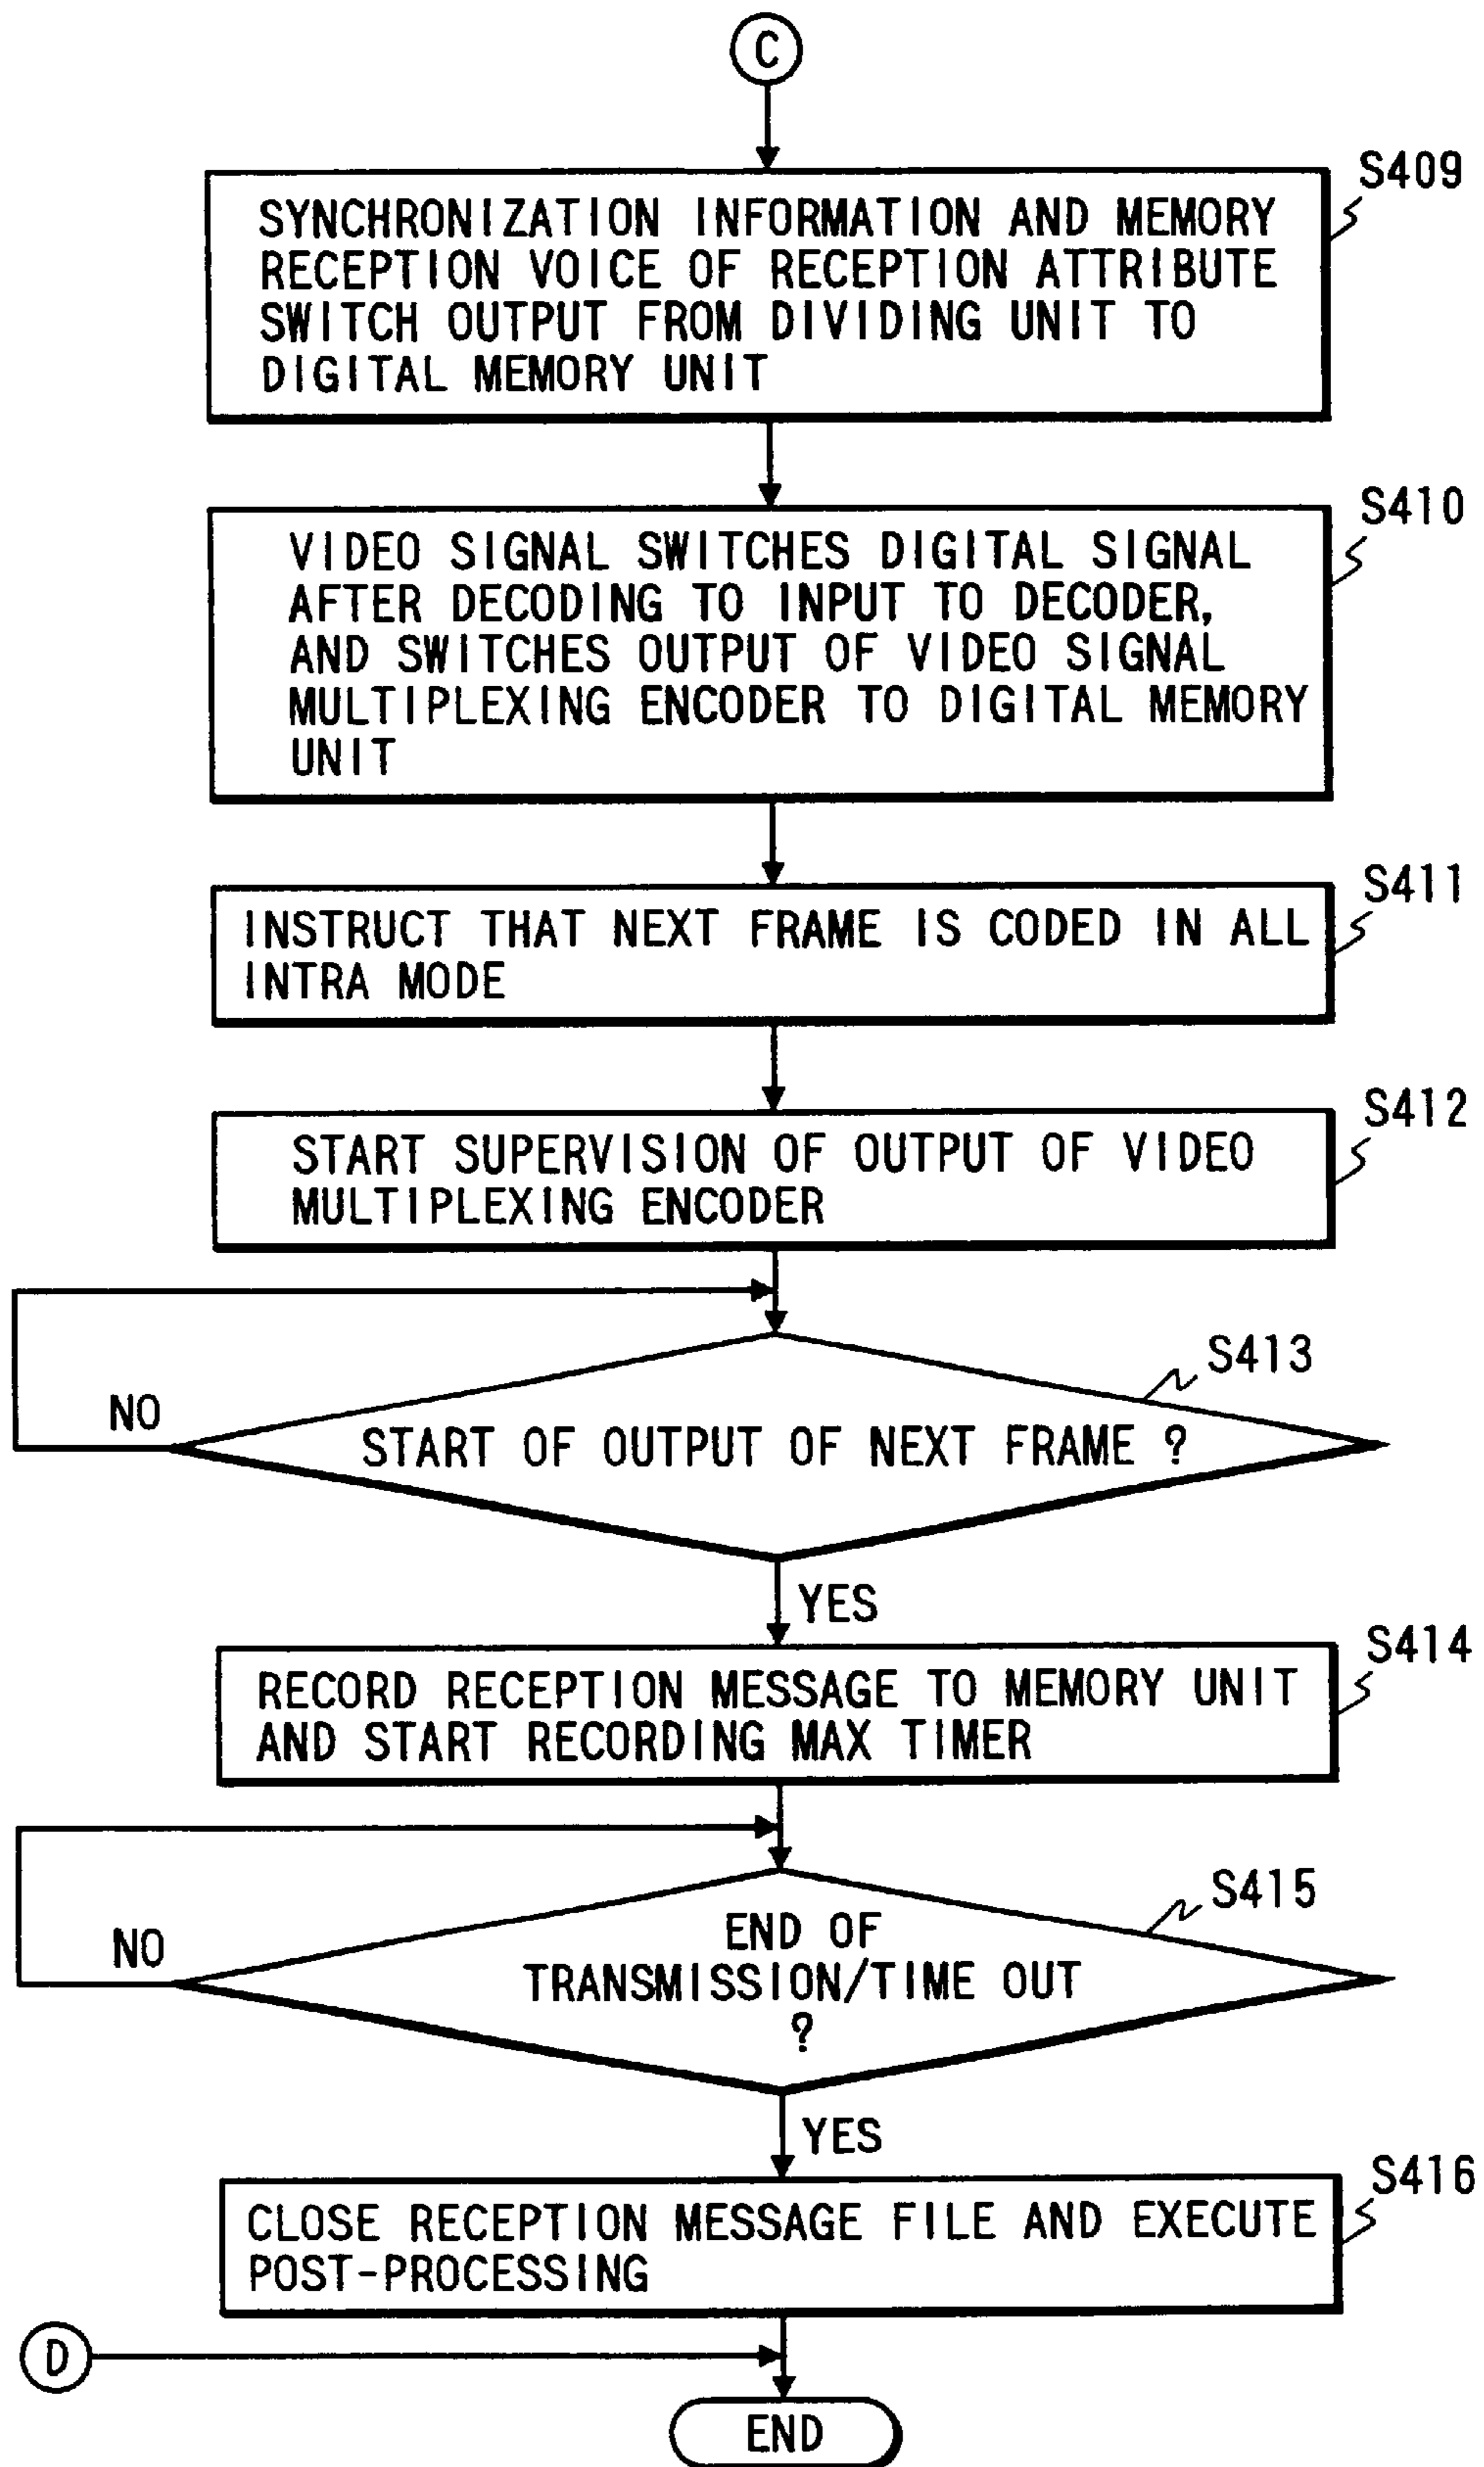 C
S409
SYNCHRONIZATION INFORMATION AND MEMORY
RECEPTION VOICE OF RECEPTION ATTRIBUTE
SWITCH OUTPUT FROM DIVIDING UNIT TO
DIGITAL MEMORY UNIT
S410
VIDEO SIGNAL SWITCHES DIGITAL SIGNAL
AFTER DECODING TO INPUT TO DECODER,
AND SWITCHES OUTPUT OF VIDEO SIGNAL
MULTIPLEXING ENCODER TO DIGITAL MEMORY
UNIT
S411
INSTRUCT THAT NEXT FRAME IS CODED IN ALL
INTRA MODE
S412
START SUPERVISION OF OUTPUT OF VIDEO
MULTIPLEXING ENCODER
S413
NO
START OF OUTPUT OF NEXT FRAME ?
YES
S414
RECORD RECEPTION MESSAGE TO MEMORY UNIT
AND START RECORDING MAX TIMER
S415
NO
END OF
TRANSMISSION/TIME OUT
?
YES
S416
CLOSE RECEPTION MESSAGE FILE AND EXECUTE
POST-PROCESSING
D
END